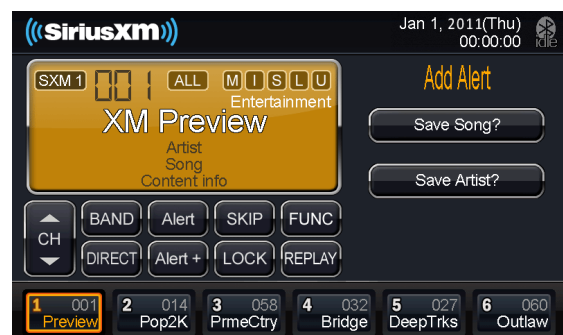 ((SiriusXM))
Jan 1, 2011(Thu)
00:00:00
idle
SXM 1 001 ALL M I S L U
Entertainment
XM Preview
Artist
Song
Content info
Add Alert
Save Song?
Save Artist?
CH
BAND Alert SKIP FUNC
DIRECT Alert + LOCK REPLAY
1 001 2 014 3 058 4 032 5 027 6 060
Preview Pop2K PrmeCtry Bridge DeepTrks Outlaw